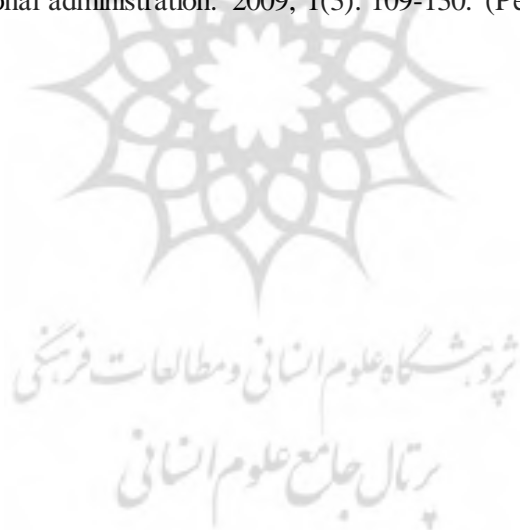 onal administration. 2009, 1(3): 109-130. (Pe
پژوهشگاه علوم انسانی و مطالعات فرهنگی
پرتال جامع علوم انسانی